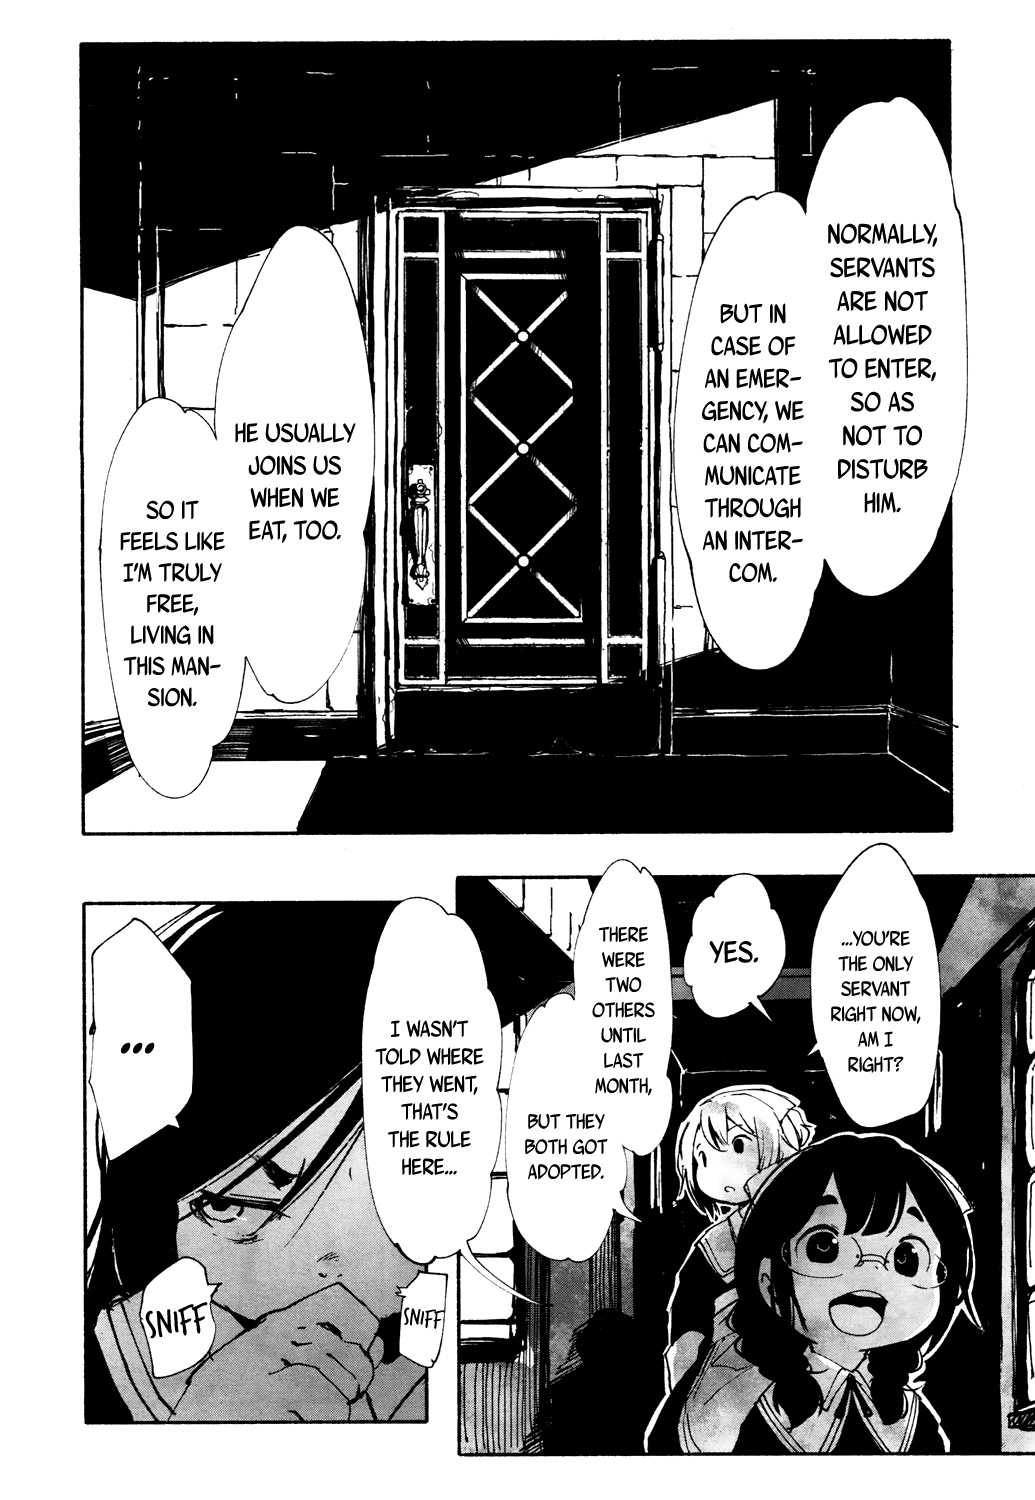 NORMALLY,
SERVANTS
ARE NOT
ALLOWED
TO ENTER,
SO AS
NOT TO
DISTURB
HIM.
BUT IN
CASE OF
AN EMER-
GENCY, WE
CAN COM-
MUNICATE
THROUGH
AN INTER-
COM.
HE USUALLY
JOINS US
WHEN WE
EAT, TOO.
SO IT
FEELS LIKE
I'M TRULY
FREE,
LIVING IN
THIS MAN-
SION.
...YOU'RE
THE ONLY
SERVANT
RIGHT NOW,
AM I
RIGHT?
YES.
THERE
WERE
TWO
OTHERS
UNTIL
LAST
MONTH,
BUT THEY
BOTH GOT
ADOPTED.
I WASN'T
TOLD WHERE
THEY WENT,
THAT'S
THE RULE
HERE...
...
SNIFF
SNIFF